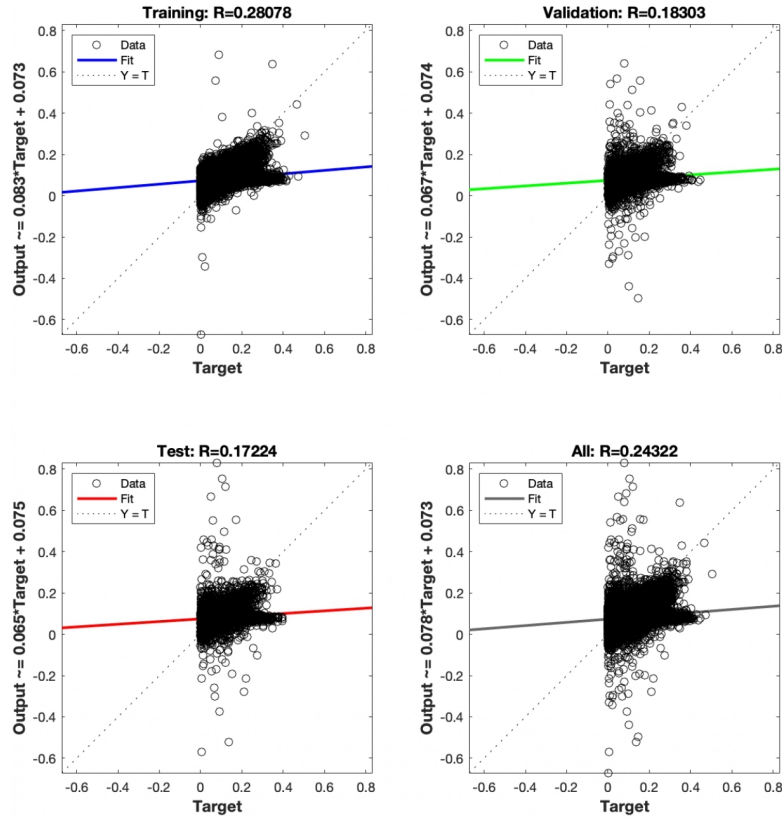 Training: R=0.28078
Output ~= 0.083*Target + 0.073
0.8
0.6
0.4
0.2
0
-0.2
-0.4
-0.6
Data
Fit
Y = T
-0.6 -0.4 -0.2 0 0.2 0.4 0.6 0.8
Target
Validation: R=0.18303
Output ~= 0.067*Target + 0.074
0.8
0.6
0.4
0.2
0
-0.2
-0.4
-0.6
Data
Fit
Y = T
-0.6 -0.4 -0.2 0 0.2 0.4 0.6 0.8
Target
Test: R=0.17224
Output ~= 0.065*Target + 0.075
0.8
0.6
0.4
0.2
0
-0.2
-0.4
-0.6
Data
Fit
Y = T
-0.6 -0.4 -0.2 0 0.2 0.4 0.6 0.8
Target
All: R=0.24322
Output ~= 0.078*Target + 0.073
0.8
0.6
0.4
0.2
0
-0.2
-0.4
-0.6
Data
Fit
Y = T
-0.6 -0.4 -0.2 0 0.2 0.4 0.6 0.8
Target